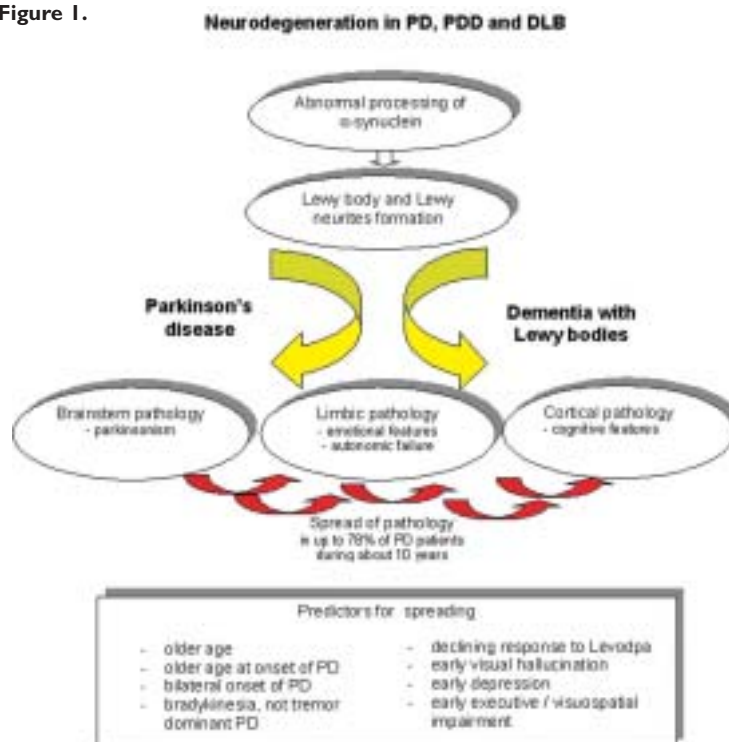 Figure 1.
Neurodegeneration in PD, PDD and DLB
Abnormal processing of
α-synuclein
Lewy body and Lewy
neurites formation
Parkinson's
disease
Dementia with
Lewy bodies
Brainstem pathology
- parkinsonism
Limbic pathology
- emotional features
- autonomic failure
Cortical pathology
- cognitive features
Spread of pathology
in up to 78% of PD patients
during about 10 years
Predictors for spreading
- older age
- older age at onset of PD
- bilateral onset of PD
- bradykinesia, not tremor
dominant PD
- declining response to Levodpa
- early visual hallucination
- early depression
- early executive / visuospatial
impairment